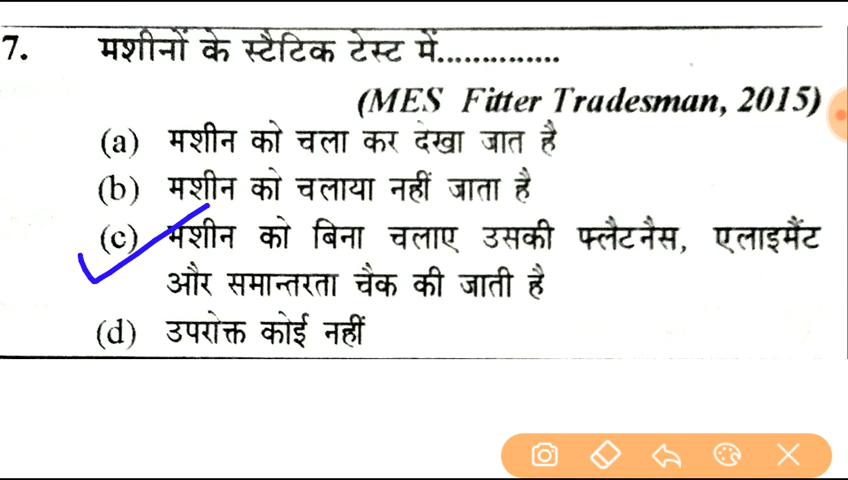 7. मशीनों के स्टैटिक टेस्ट में..............
(MES Fitter Tradesman, 2015)
(a) मशीन को चला कर देखा जात है
(b) मशीन को चलाया नहीं जाता है
(c) मशीन को बिना चलाए उसकी फ्लैटनैस, एलाइमैंट
और समान्तरता चैक की जाती है
(d) उपरोक्त कोई नहीं